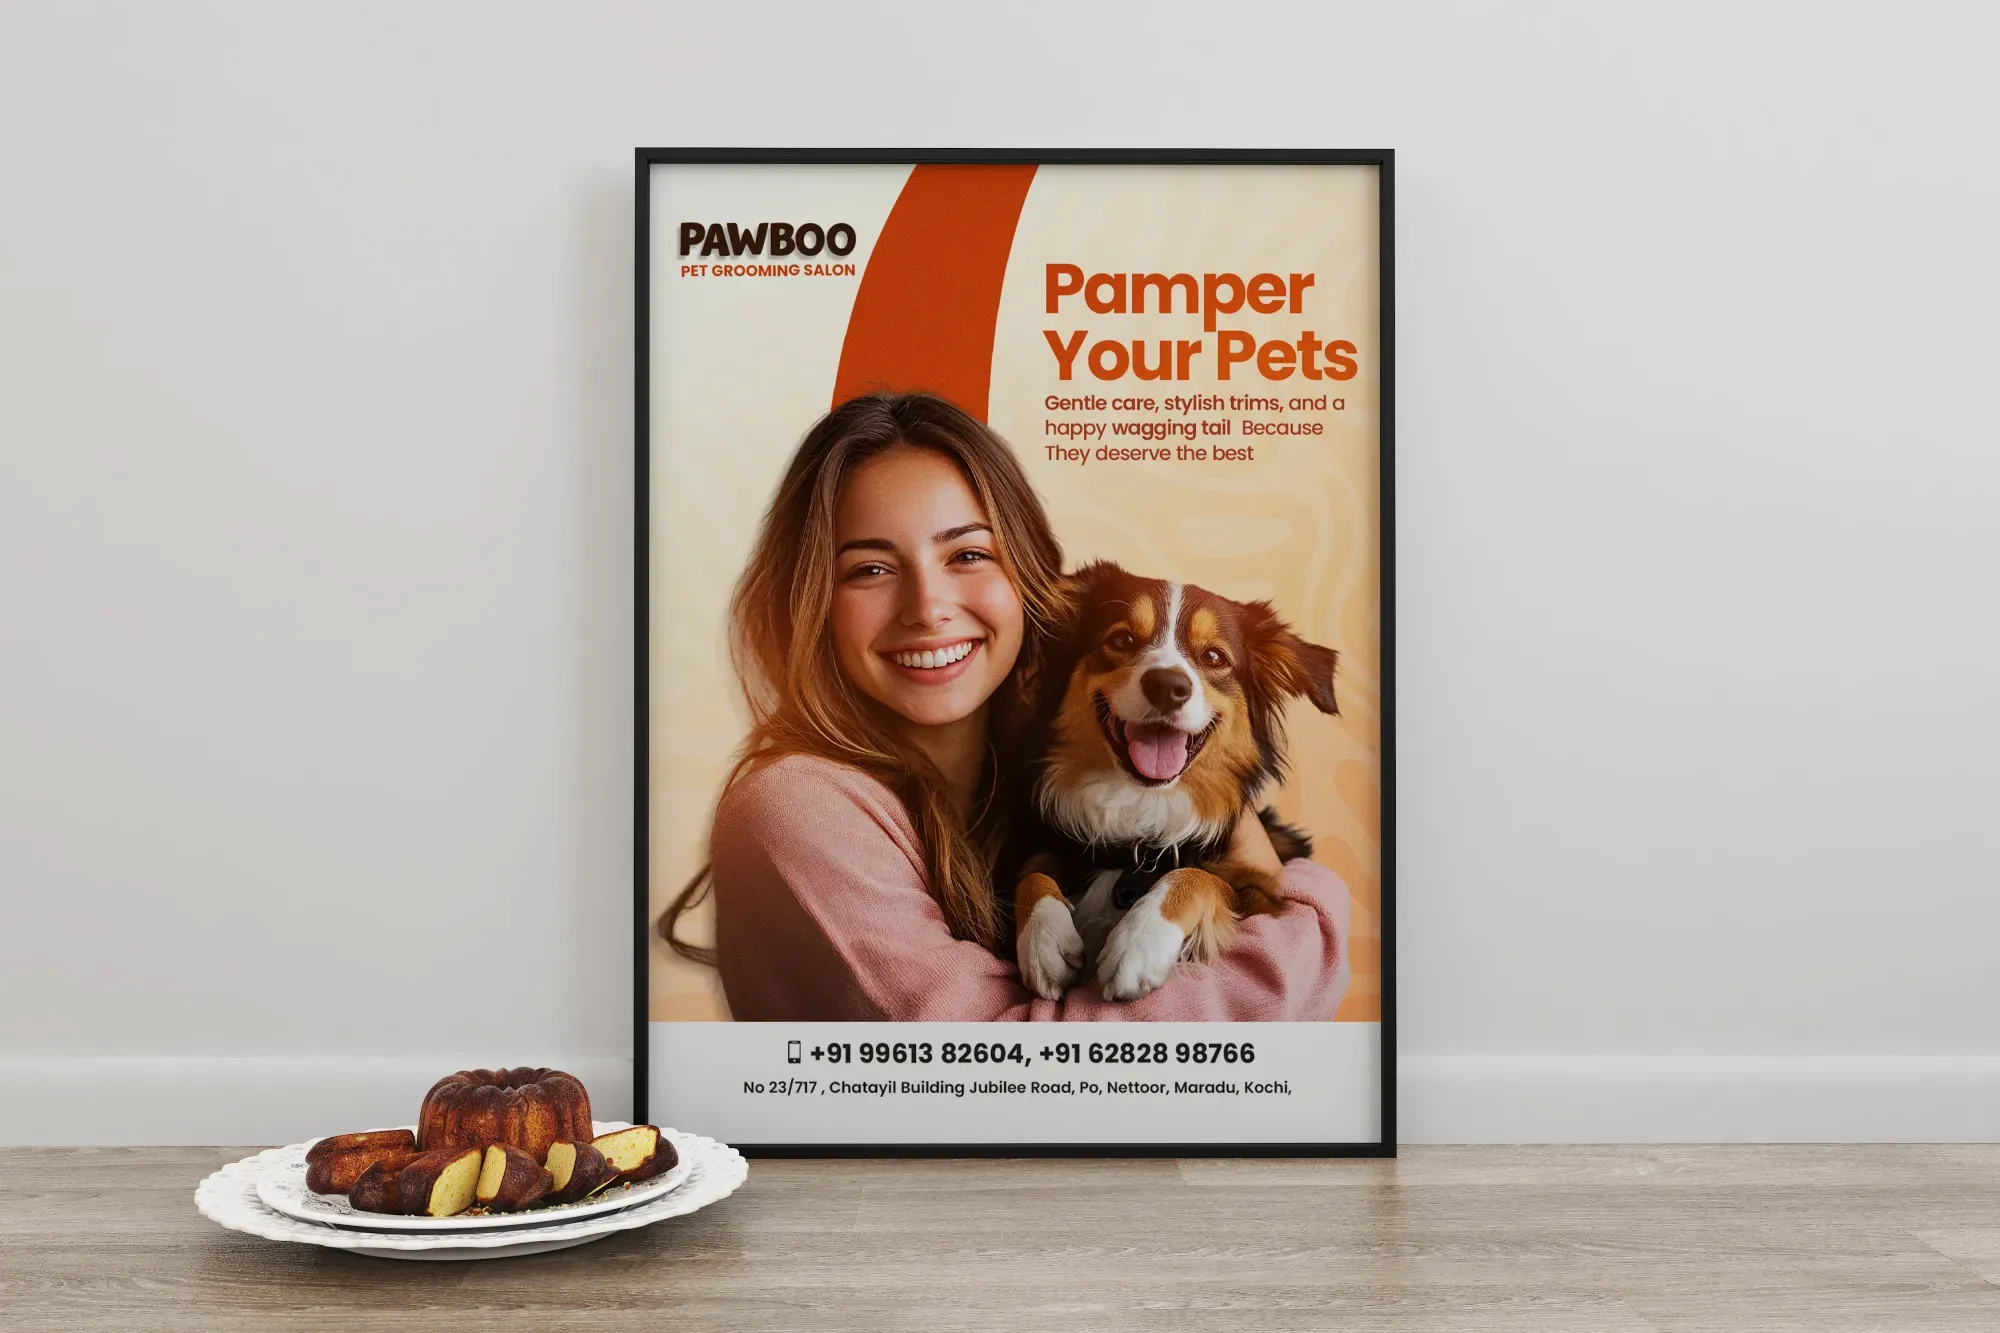 PAWBOO
PET GROOMING SALON
Pamper
Your Pets
Gentle care, stylish trims, and a
happy wagging tail Because
They deserve the best
+91 99613 82604, +91 62828 98766
No 23/717 , Chatayil Building Jubilee Road, Po, Nettoor, Maradu, Kochi,